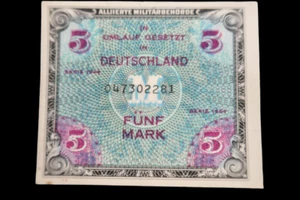 ALLIIERTE MILITÄRBEHÖRDE
IN
UMLAUF GESETZT
IN
5 DEUTSCHLAND 5
SERIE 1944
M
047302281
FÜNF
MARK
SERIE 1944
5 5